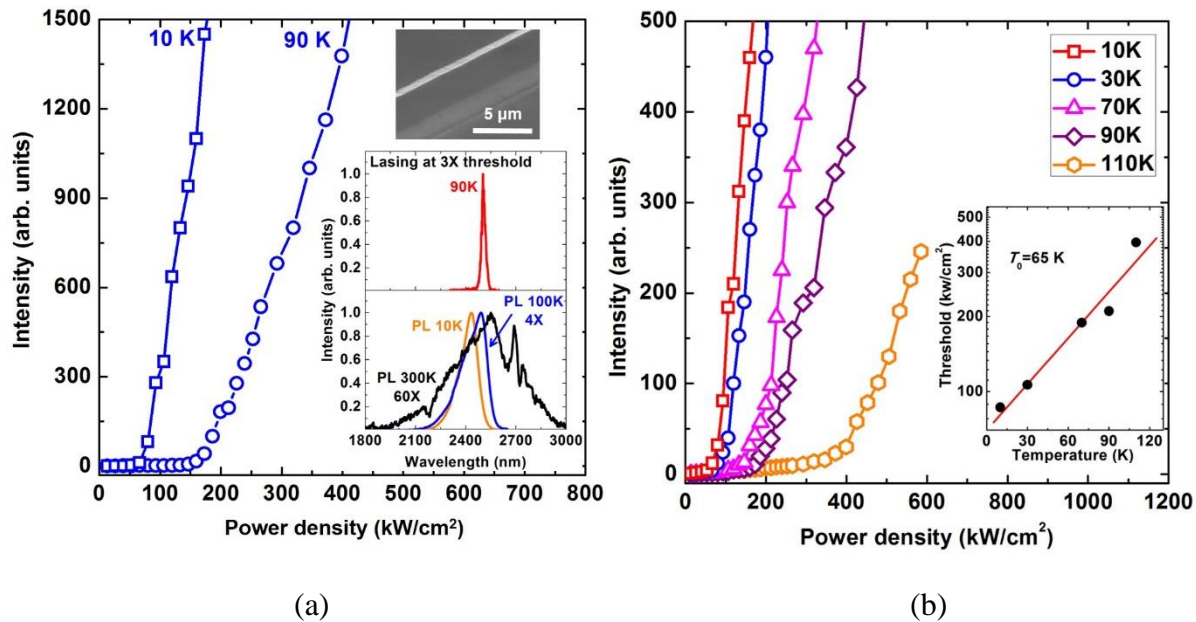 1500
1200
900
600
300
0
Intensity (arb. units)
10 K
90 K
5 µm
Lasing at 3X threshold
90K
1.0
0.8
0.6
0.4
0.2
Intensity (arb. units)
PL 100K
4X
PL 10K
PL 300K
60X
1.0
0.8
0.6
0.4
0.2
1800 2100 2400 2700 3000
Wavelength (nm)
0 100 200 300 400 500 600 700 800
Power density (kW/cm²)
(a)
500
400
300
200
100
0
Intensity (arb. units)
10K
30K
70K
90K
110K
Threshold (kw/cm²)
500
400
300
200
100
T₀=65 K
0 30 60 90 120
Temperature (K)
0 200 400 600 800 1000 1200
Power density (kW/cm²)
(b)